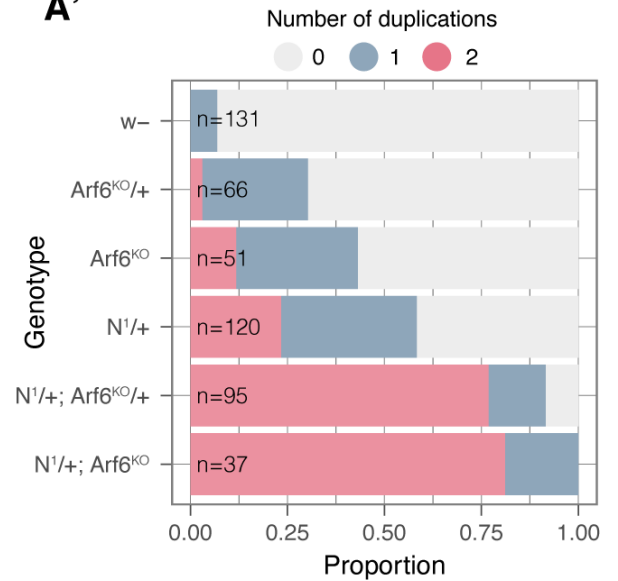 A'
Number of duplications
0 1 2
w–
n=131
Arf6ᴷᴼ/+
n=66
Arf6ᴷᴼ
n=51
N¹/+
n=120
N¹/+; Arf6ᴷᴼ/+
n=95
N¹/+; Arf6ᴷᴼ
n=37
Genotype
0.00 0.25 0.50 0.75 1.00
Proportion